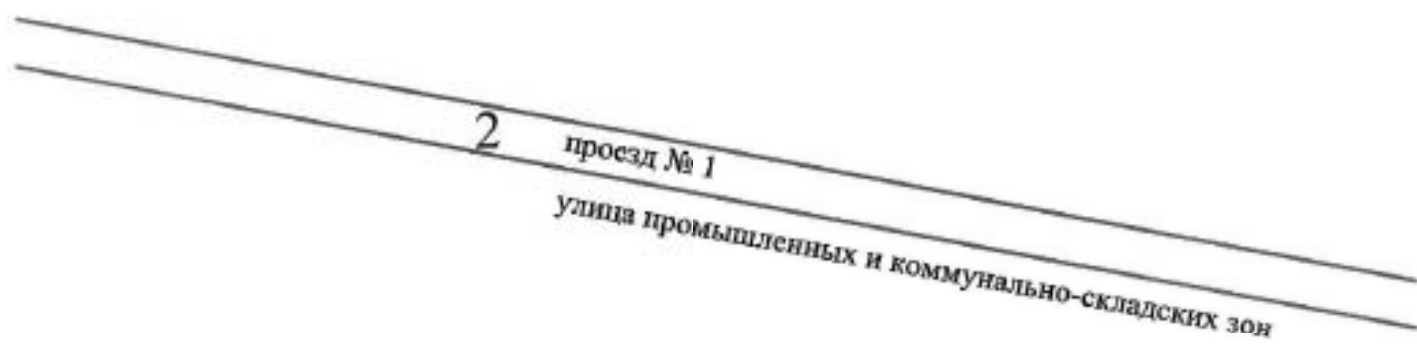 2 проезд № 1
улица промышленных и коммунально-складских зон